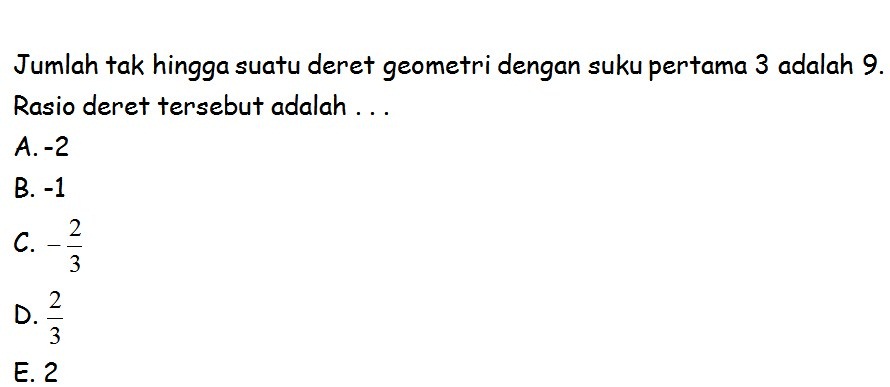 Jumlah tak hingga suatu deret geometri dengan suku pertama 3 adalah 9.
Rasio deret tersebut adalah . . .
A. -2
B. -1
C. $-\frac{2}{3}$
D. $\frac{2}{3}$
E. 2